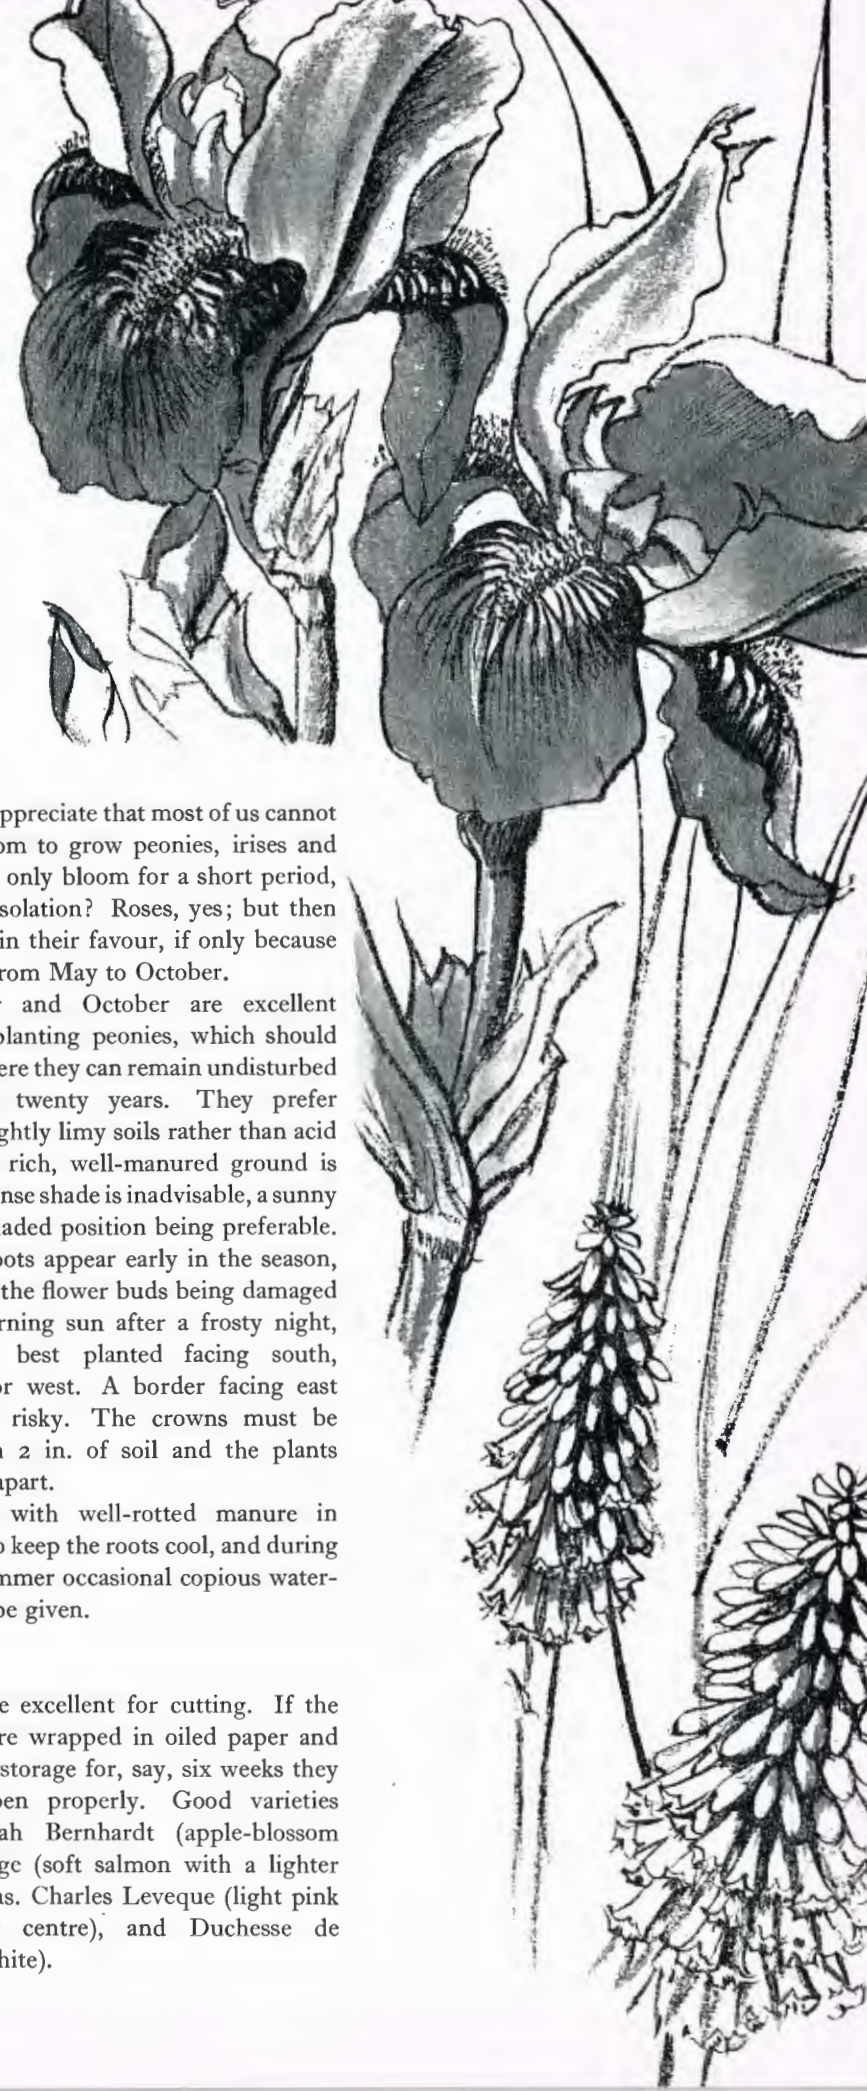 ppreciate that most of us cannot
om to grow peonies, irises and
only bloom for a short period,
solation? Roses, yes; but then
in their favour, if only because
rom May to October.
and October are excellent
planting peonies, which should
ere they can remain undisturbed
twenty years. They prefer
ghtly limy soils rather than acid
rich, well-manured ground is
nse shade is inadvisable, a sunny
aded position being preferable.
oots appear early in the season,
the flower buds being damaged
rning sun after a frosty night,
best planted facing south,
or west. A border facing east
risky. The crowns must be
2 in. of soil and the plants
apart.
with well-rotted manure in
o keep the roots cool, and during
mmer occasional copious water-
be given.
e excellent for cutting. If the
re wrapped in oiled paper and
storage for, say, six weeks they
pen properly. Good varieties
ah Bernhardt (apple-blossom
ge (soft salmon with a lighter
as. Charles Leveque (light pink
centre), and Duchesse de
hite).